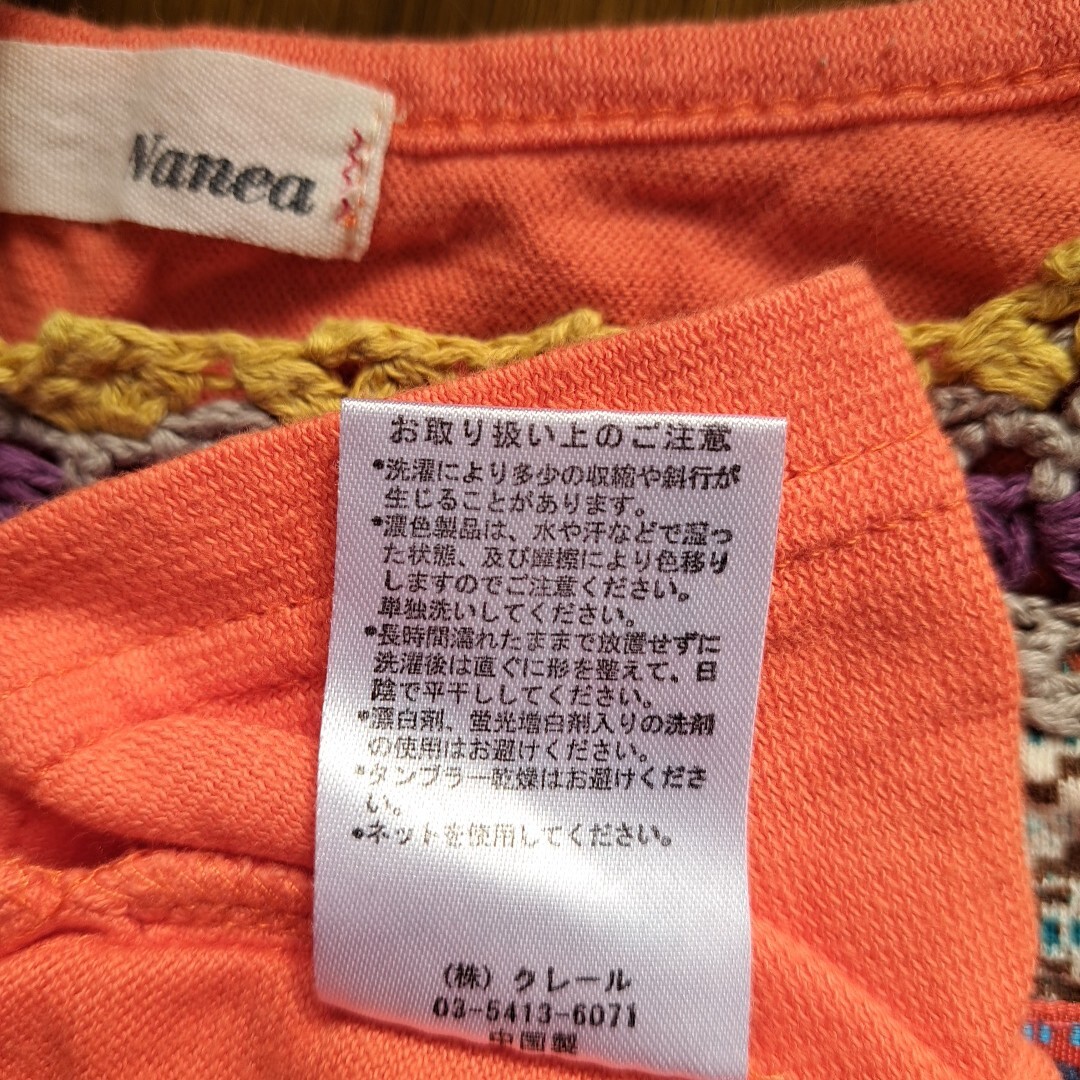 Nanea
お取り扱い上のご注意
•洗濯により多少の収縮や斜行が
生じることがあります。
•濃色製品は、水や汗などで湿っ
た状態、及び摩擦により色移り
しますのでご注意ください。
単独洗いしてください。
•長時間濡れたままで放置せずに
洗濯後は直ぐに形を整えて、日
陰で平干ししてください。
•漂白剤、蛍光増白剤入りの洗剤
の使用はお避けください。
•タンブラー乾燥はお避けくださ
い。
•ネットを使用してください。
(株) クレール
03-5413-6071
中国製